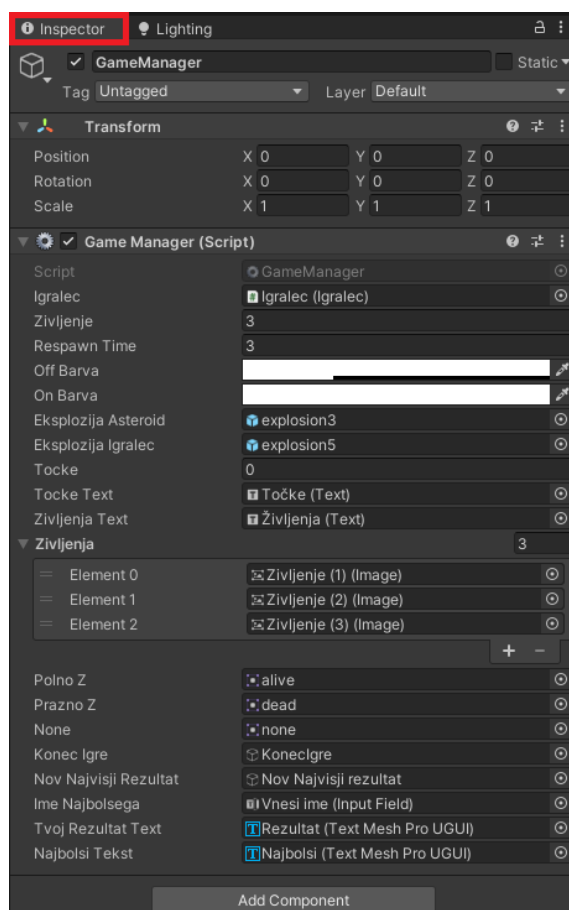 Inspector Lighting
GameManager Static
Tag Untagged Layer Default
Transform
Position X 0 Y 0 Z 0
Rotation X 0 Y 0 Z 0
Scale X 1 Y 1 Z 1
Game Manager (Script)
Script GameManager
Igralec Igralec (Igralec)
Zivljenje 3
Respawn Time 3
Off Barva
On Barva
Eksplozija Asteroid explosion3
Eksplozija Igralec explosion5
Tocke 0
Tocke Text Točke (Text)
Zivljenja Text Življenja (Text)
Zivljenja 3
Element 0 Zivljenje (1) (Image)
Element 1 Zivljenje (2) (Image)
Element 2 Zivljenje (3) (Image)
+ −
Polno Z alive
Prazno Z dead
None none
Konec Igre KonecIgre
Nov Najvisji Rezultat Nov Najvisji rezultat
Ime Najbolsega Vnesi ime (Input Field)
Tvoj Rezultat Text Rezultat (Text Mesh Pro UGUI)
Najbolsi Tekst Najbolsi (Text Mesh Pro UGUI)
Add Component